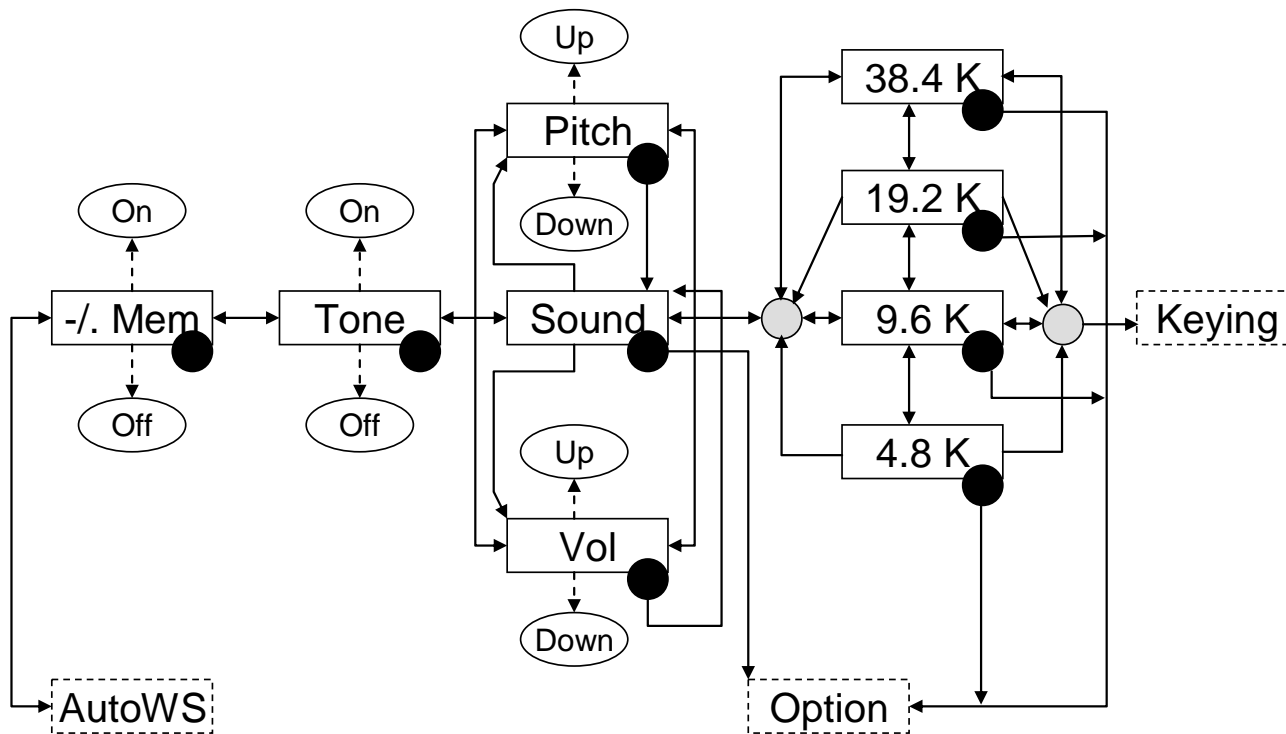 Up
38.4 K
Pitch
On
On
Down
19.2 K
-/. Mem
Tone
Sound
9.6 K
Keying
Off
Off
Up
4.8 K
Vol
Down
AutoWS
Option